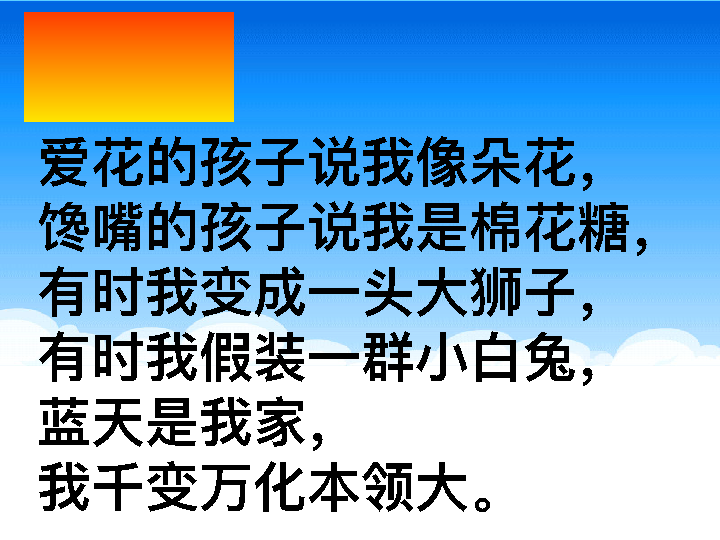 爱花的孩子说我像朵花，
馋嘴的孩子说我是棉花糖，
有时我变成一头大狮子，
有时我假装一群小白兔，
蓝天是我家，
我千变万化本领大。